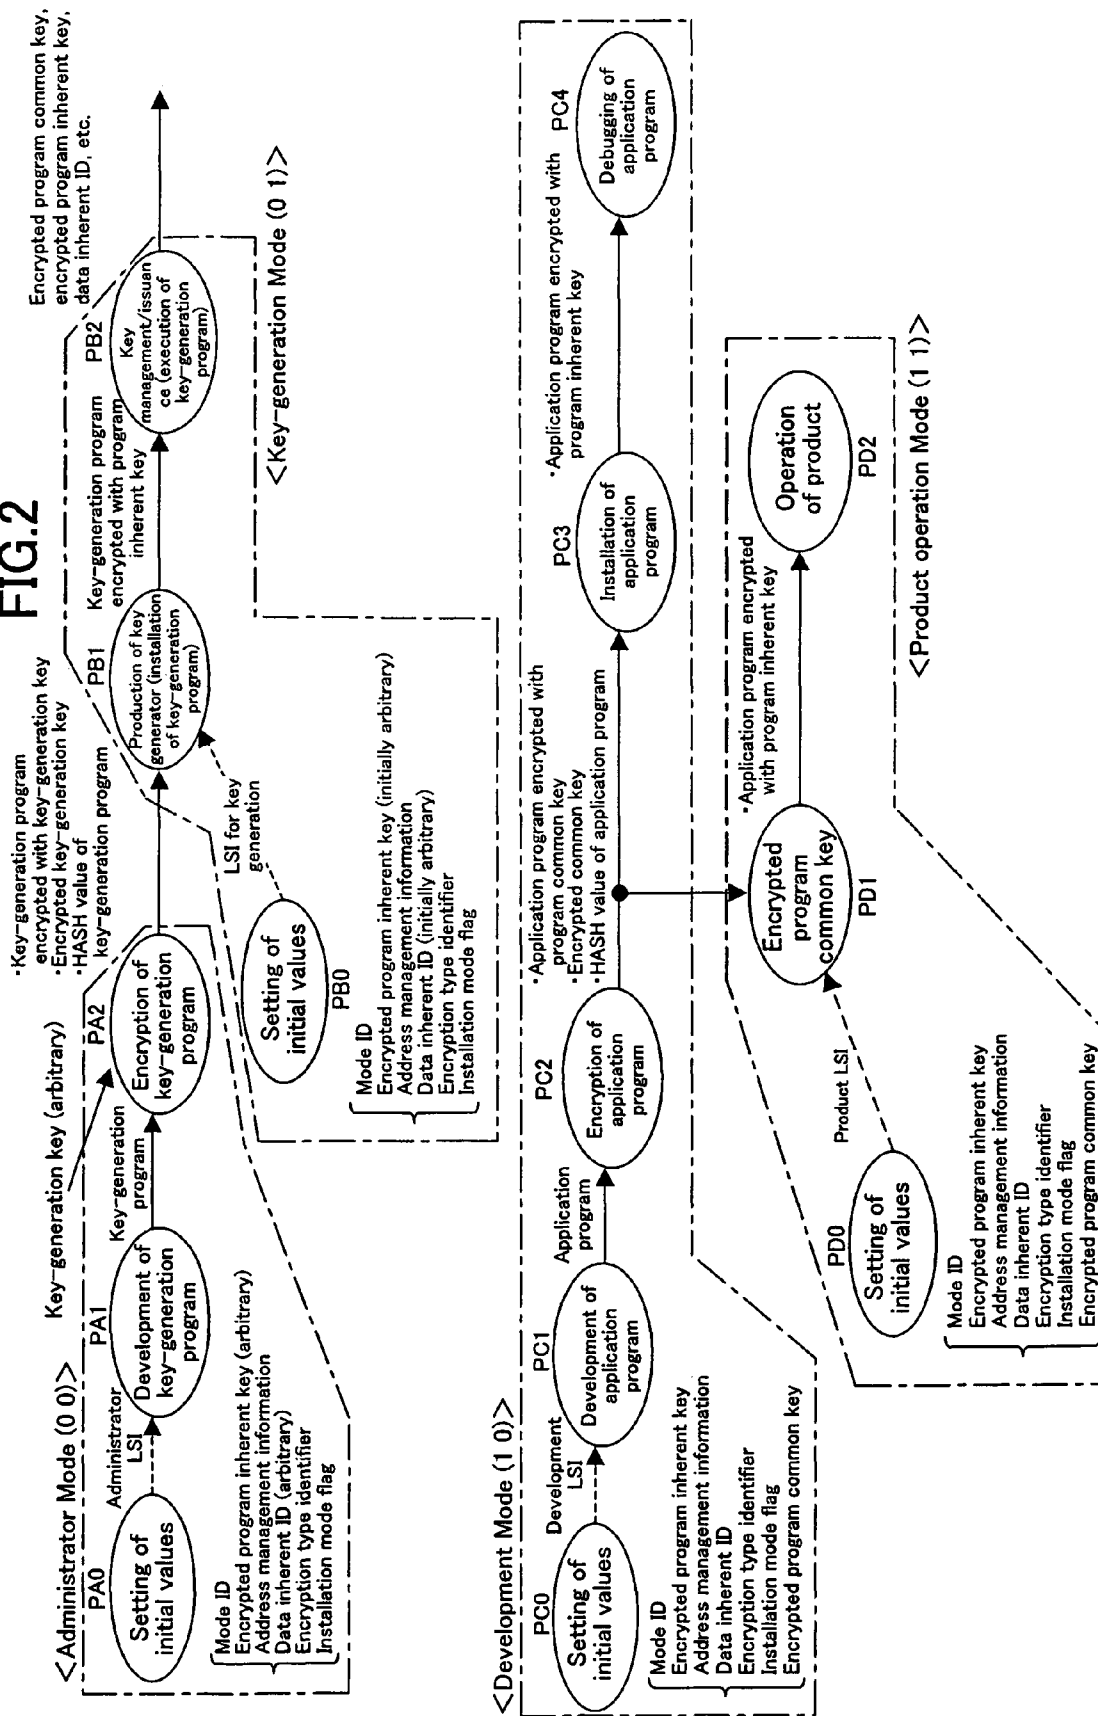 FIG.2
<Administrator Mode (0 0)>
PA0
Setting of
initial values
Administrator
LSI
PA1
Development of
key-generation
program
Key-generation
program
Key-generation key (arbitrary)
PA2
Encryption of
key-generation
program
Mode ID
Encrypted program inherent key (arbitrary)
Address management information
Data inherent ID (arbitrary)
Encryption type identifier
Installation mode flag
・Key-generation program
encrypted with key-generation key
・Encrypted key-generation key
・HASH value of
key-generation program
PB1
Production of key
generator (installation
of key-generation
program)
LSI for key
generation
Setting of
initial values
PB0
Mode ID
Encrypted program inherent key (initially arbitrary)
Address management information
Data inherent ID (initially arbitrary)
Encryption type identifier
Installation mode flag
Key-generation program
encrypted with program
inherent key
PB2
Key
management/issuan
ce (execution of
key-generation
program)
Encrypted program common key,
encrypted program inherent key,
data inherent ID, etc.
<Key-generation Mode (0 1)>
<Development Mode (1 0)>
PC0
Setting of
initial values
Development
LSI
PC1
Development of
application
program
Application
program
PC2
Encryption of
application
program
Mode ID
Encrypted program inherent key
Address management information
Data inherent ID
Encryption type identifier
Installation mode flag
Encrypted program common key
・Application program encrypted with
program common key
・Encrypted common key
・HASH value of application program
PC3
Installation of
application
program
・Application program encrypted with
program inherent key
PC4
Debugging of
application
program
PD0
Setting of
initial values
Product LSI
Encrypted
program
common key
PD1
・Application program encrypted
with program inherent key
Operation
of product
PD2
Mode ID
Encrypted program inherent key
Address management information
Data inherent ID
Encryption type identifier
Installation mode flag
Encrypted program common key
<Product operation Mode (1 1)>